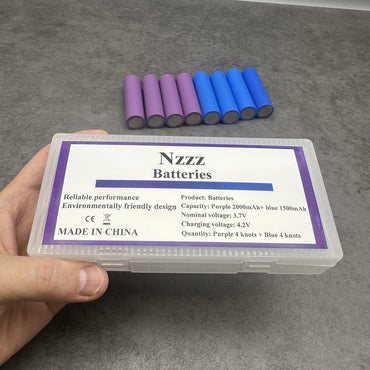 Nzzz
Batteries
Reliable performance
Environmentally friendly design
CE
MADE IN CHINA
Product: Batteries
Capacity: Purple 2000mAh+ blue 1500mAh
Nominal voltage: 3.7V
Charging voltage: 4.2V
Quantity: Purple 4 knots + Blue 4 knots